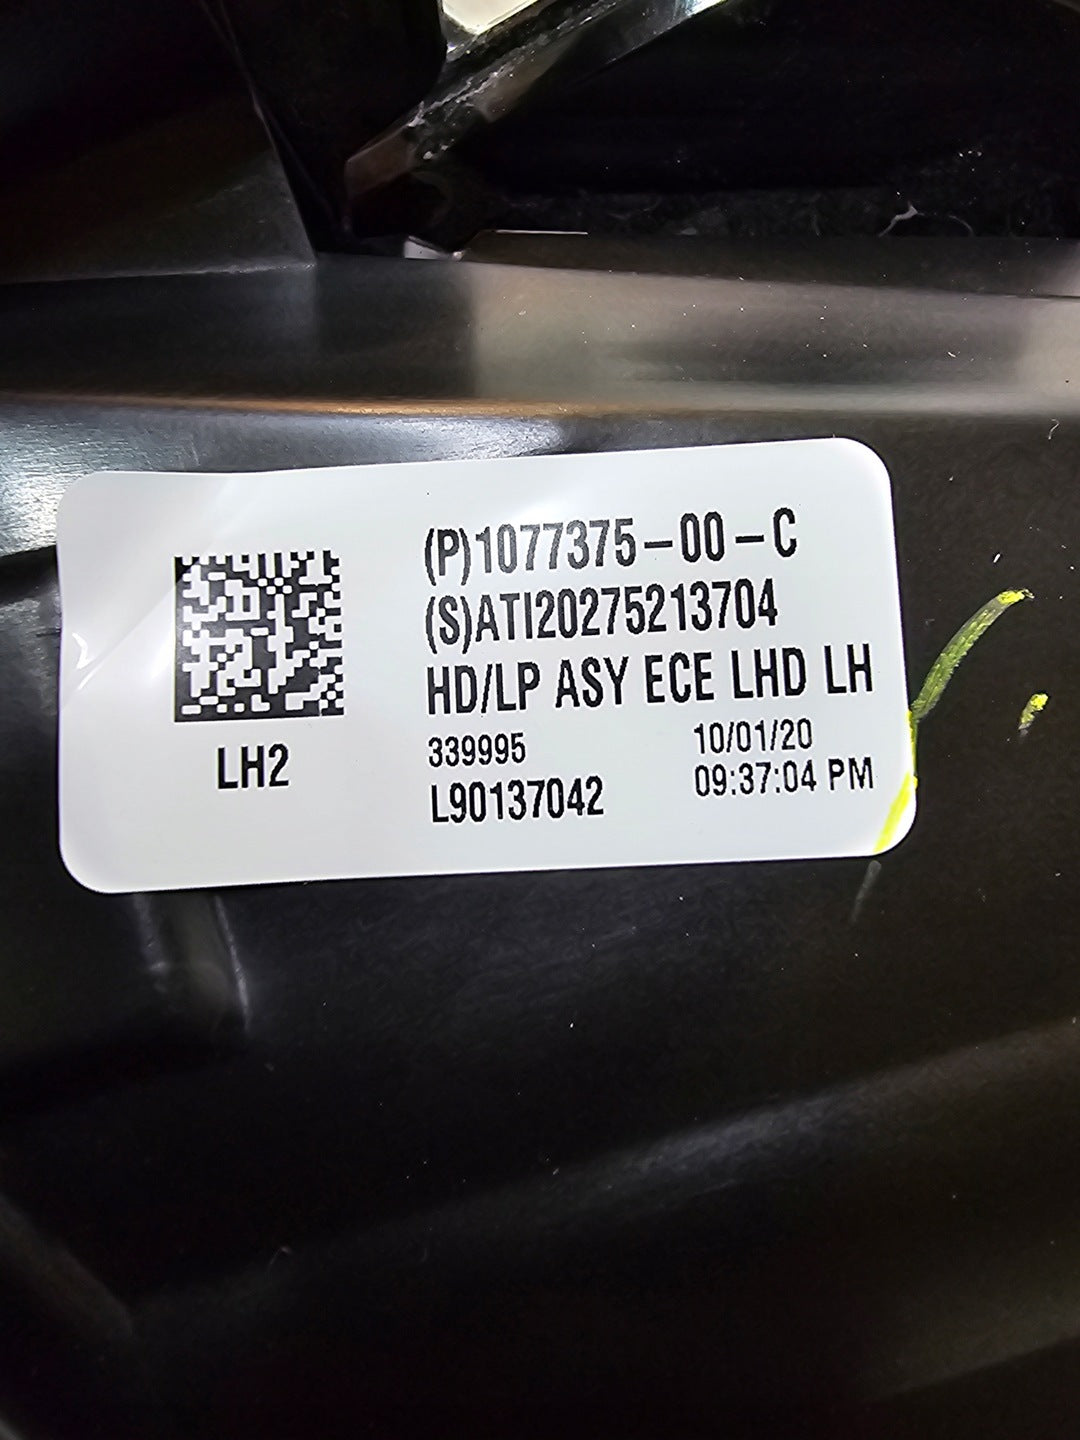 (P)1077375-00-C
(S)ATI20275213704
HD/LP ASY ECE LHD LH
339995 10/01/20
L90137042 09:37:04 PM
LH2